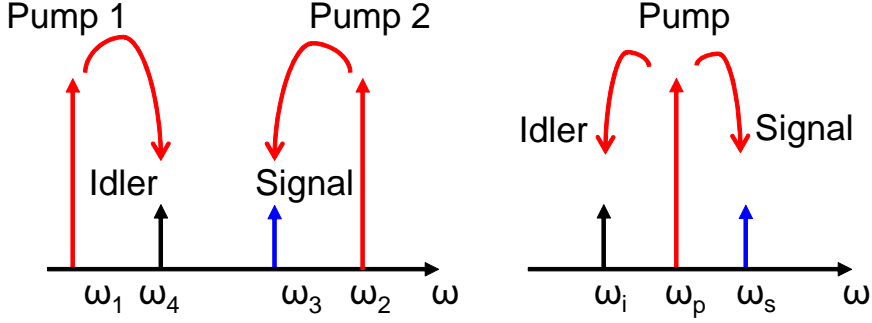 Pump 1
Pump 2
Idler
Signal
ω1 ω4 ω3 ω2 ω
Pump
Idler
Signal
ωi ωp ωs ω